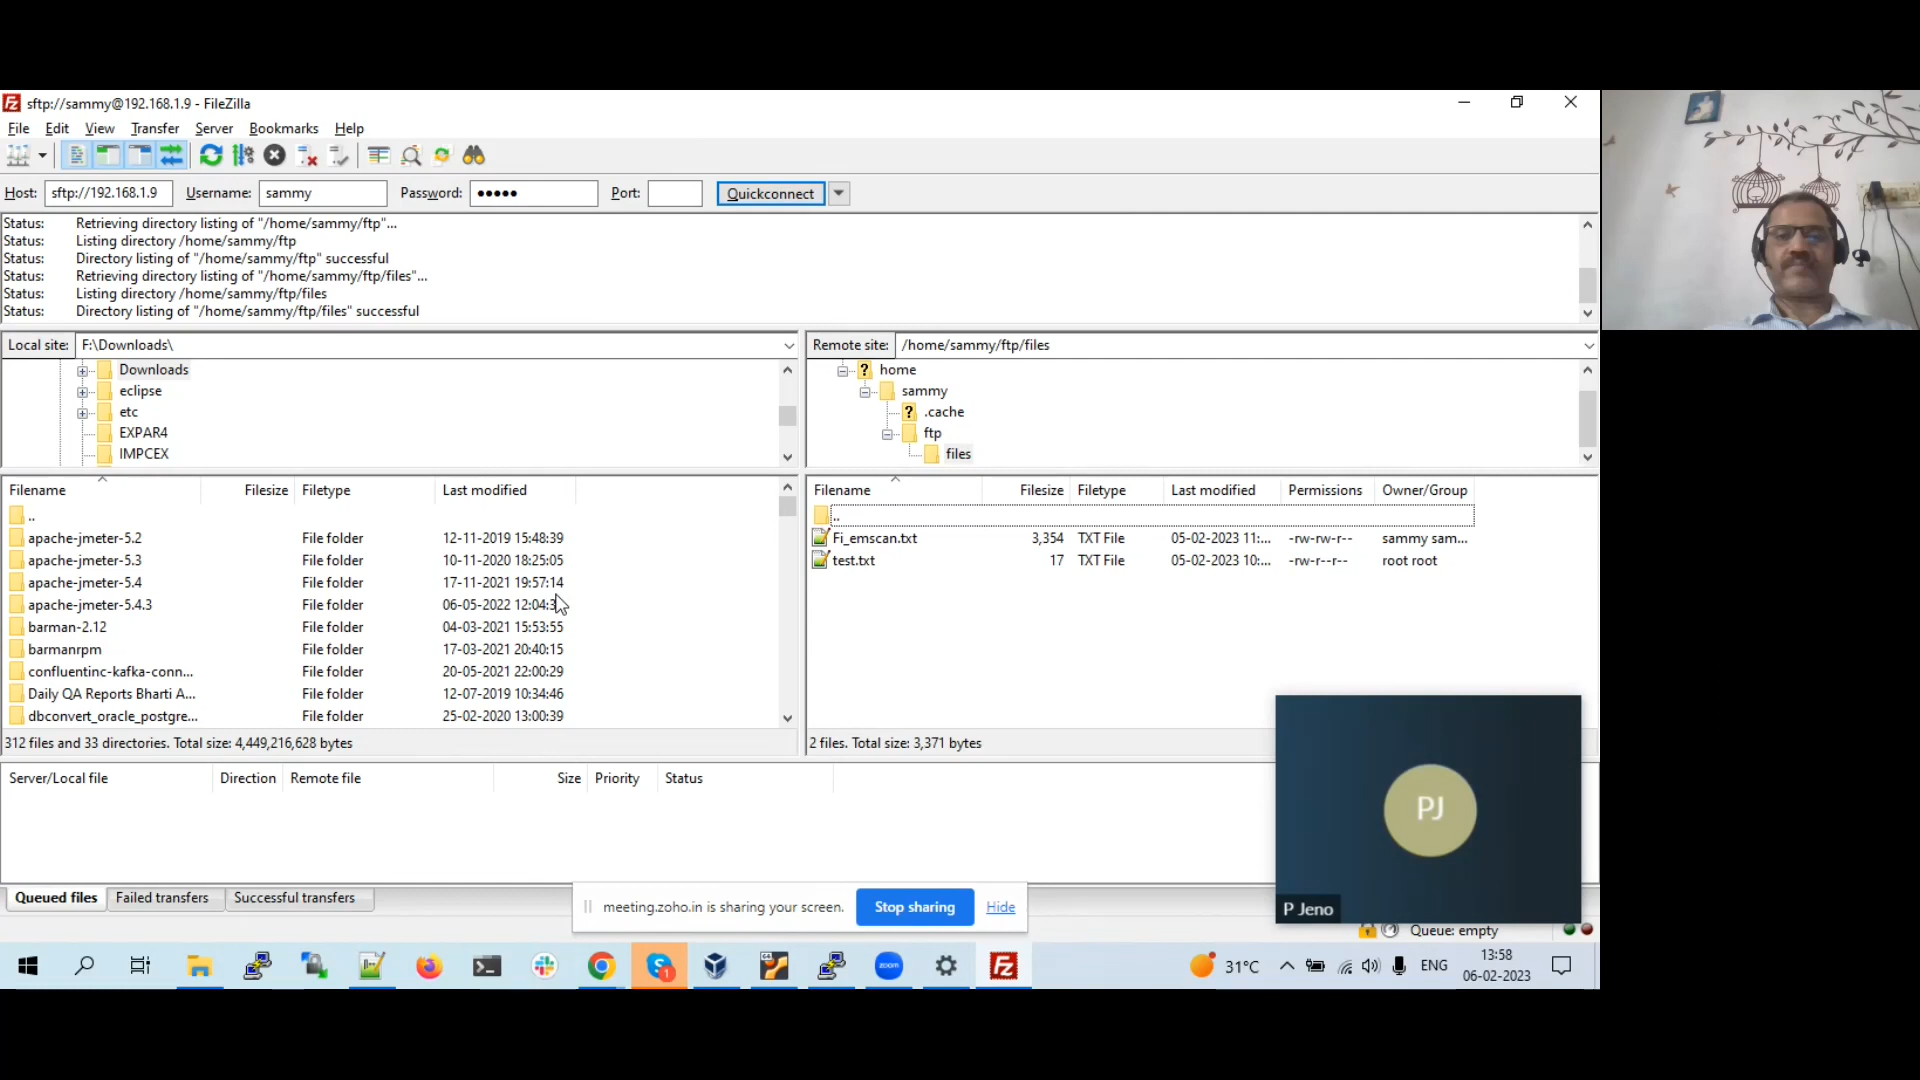 sftp://sammy@192.168.1.9 - FileZilla
File Edit View Transfer Server Bookmarks Help
Host: sftp://192.168.1.9 Username: sammy Password: ●●●●● Port: Quickconnect
Status: Retrieving directory listing of "/home/sammy/ftp"...
Status: Listing directory /home/sammy/ftp
Status: Directory listing of "/home/sammy/ftp" successful
Status: Retrieving directory listing of "/home/sammy/ftp/files"...
Status: Listing directory /home/sammy/ftp/files
Status: Directory listing of "/home/sammy/ftp/files" successful
Local site: F:\Downloads\
Downloads
eclipse
etc
EXPAR4
IMPCEX
Remote site: /home/sammy/ftp/files
? home
sammy
? .cache
ftp
files
Filename Filesize Filetype Last modified
..
apache-jmeter-5.2 File folder 12-11-2019 15:48:39
apache-jmeter-5.3 File folder 10-11-2020 18:25:05
apache-jmeter-5.4 File folder 17-11-2021 19:57:14
apache-jmeter-5.4.3 File folder 06-05-2022 12:04:
barman-2.12 File folder 04-03-2021 15:53:55
barmanrpm File folder 17-03-2021 20:40:15
confluentinc-kafka-conn... File folder 20-05-2021 22:00:29
Daily QA Reports Bharti A... File folder 12-07-2019 10:34:46
dbconvert_oracle_postgre... File folder 25-02-2020 13:00:39
312 files and 33 directories. Total size: 4,449,216,628 bytes
Filename Filesize Filetype Last modified Permissions Owner/Group
..
Fi_emscan.txt 3,354 TXT File 05-02-2023 11:... -rw-rw-r-- sammy sam...
test.txt 17 TXT File 05-02-2023 10:... -rw-r--r-- root root
2 files. Total size: 3,371 bytes
Server/Local file Direction Remote file Size Priority Status
PJ
P Jeno
Queued files Failed transfers Successful transfers
meeting.zoho.in is sharing your screen. Stop sharing Hide
Queue: empty
zoom
31°C ENG 13:58
06-02-2023